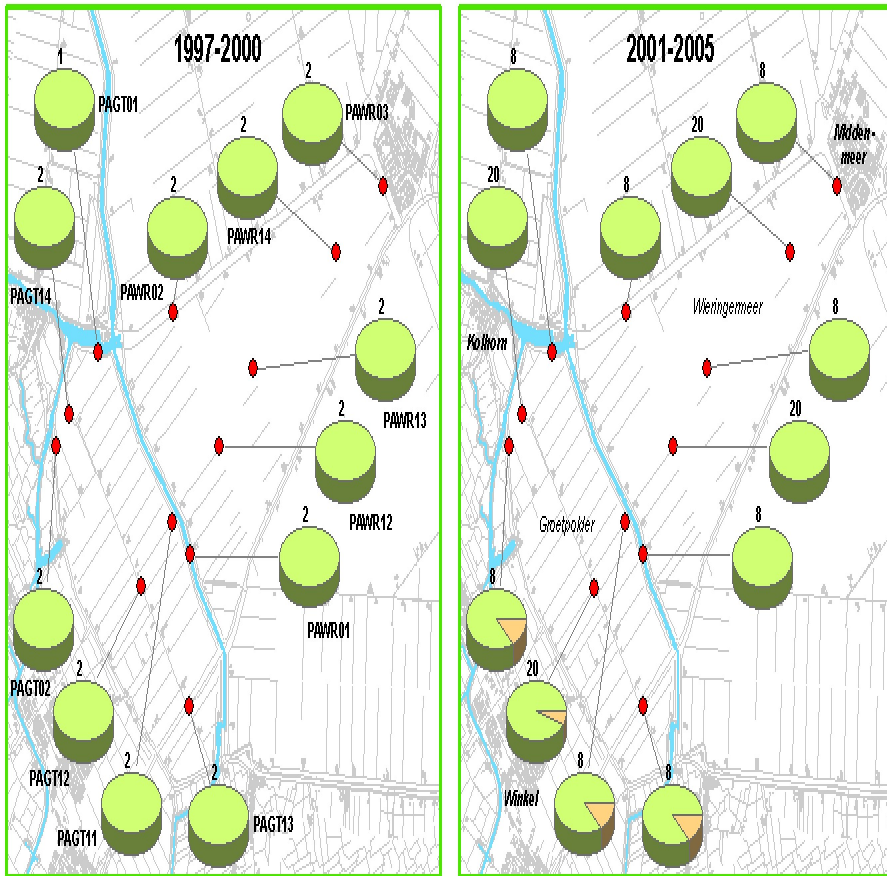 1997-2000
1
PAGT01
2
PAWR03
2
PAWR14
2
PAWR02
2
PAGT14
2
PAWR13
2
PAWR12
2
PAWR01
2
PAGT02
2
PAGT12
2
PAGT11
2
PAGT13
2001-2005
8
8
Midden-
meer
20
8
20
Wieringermeer
Kolhorn
8
20
Groetpolder
8
8
20
8
Winkel
8